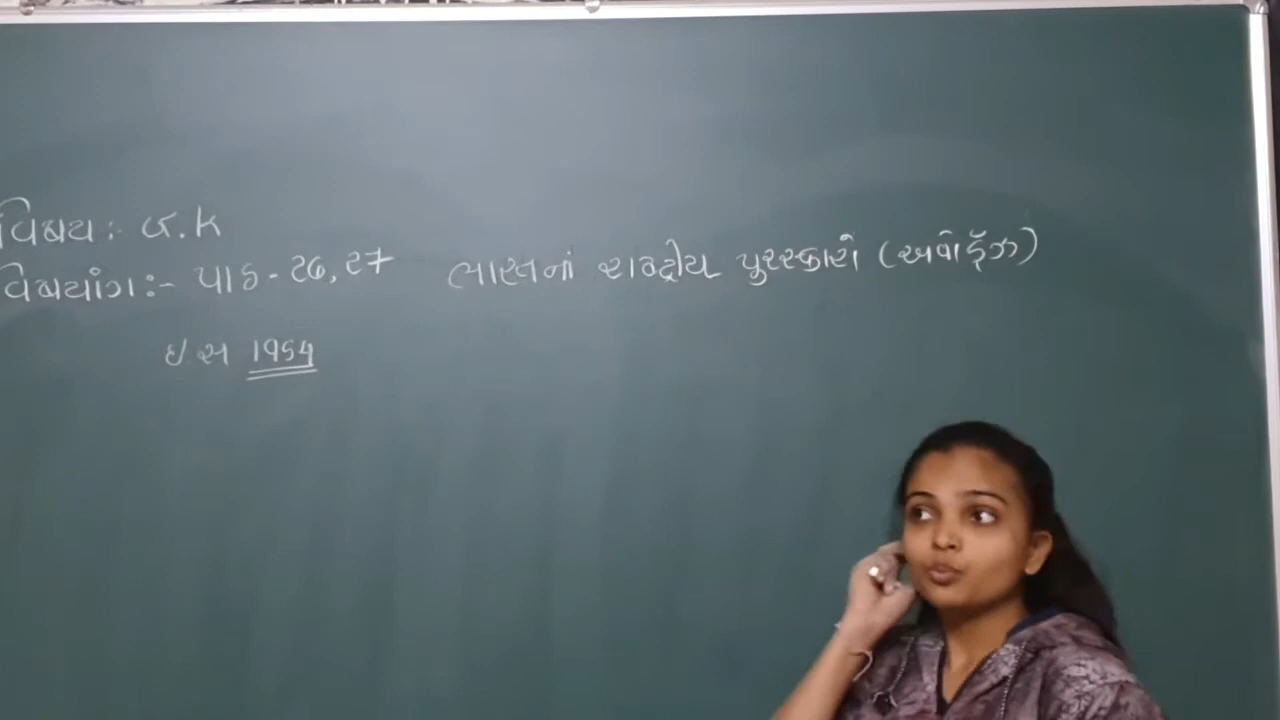 વિષય :- G.K
વિષયાંગ :- પાઠ - 26, 27 ભારતનાં રાષ્ટ્રીય પુરસ્કારો (અવોર્ડ્ઝ)
ઇ સ 1954